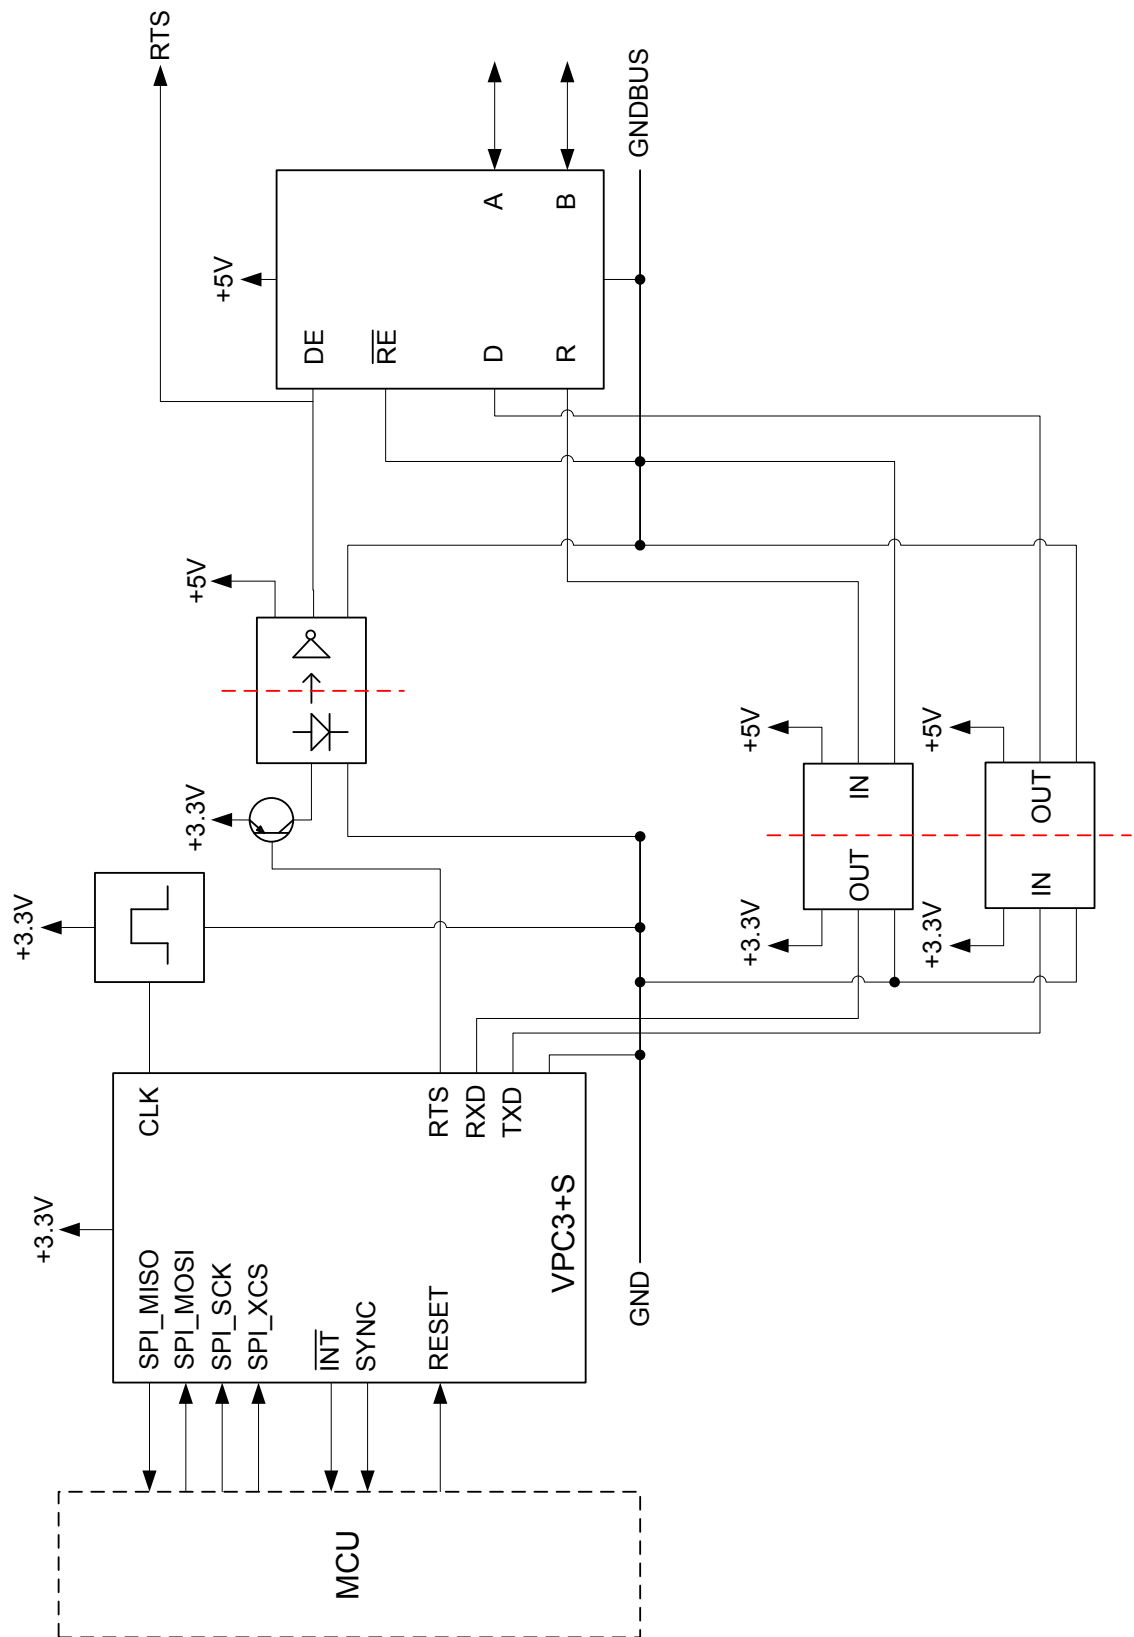 MCU
SPI_MISO
SPI_MOSI
SPI_SCK
SPI_XCS
INT
SYNC
RESET
+3.3V
CLK
RTS
RXD
TXD
VPC3+S
GND
+3.3V
+3.3V
+5V
+3.3V
OUT
IN
+5V
+3.3V
IN
OUT
+5V
+5V
DE
RE
D
R
A
B
GNDBUS
RTS